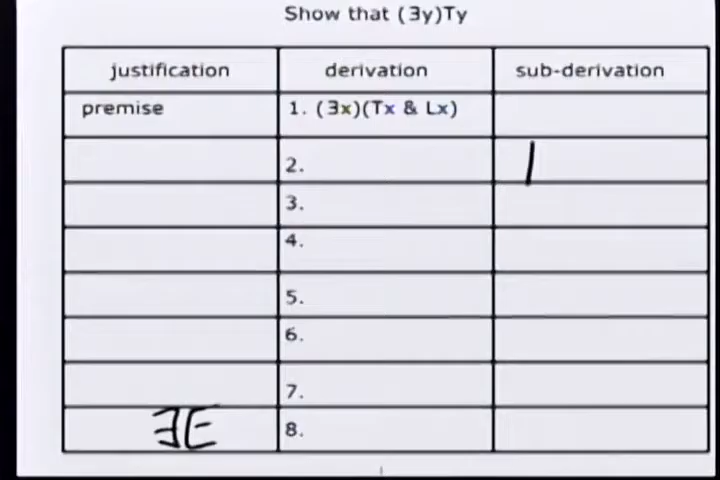 Show that (∃y)Ty
justification derivation sub-derivation
premise 1. (∃x)(Tx & Lx)
2. |
3.
4.
5.
6.
7.
∃E 8.